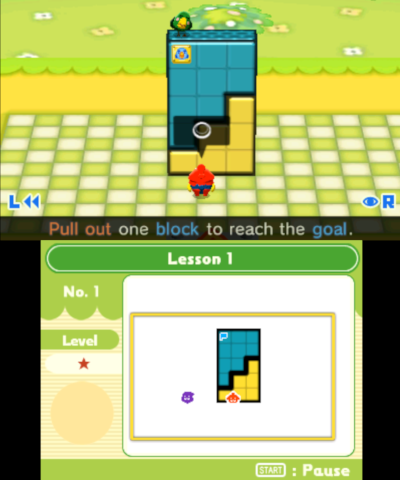 L
R
Pull out one block to reach the goal.
Lesson 1
No. 1
Level
START : Pause